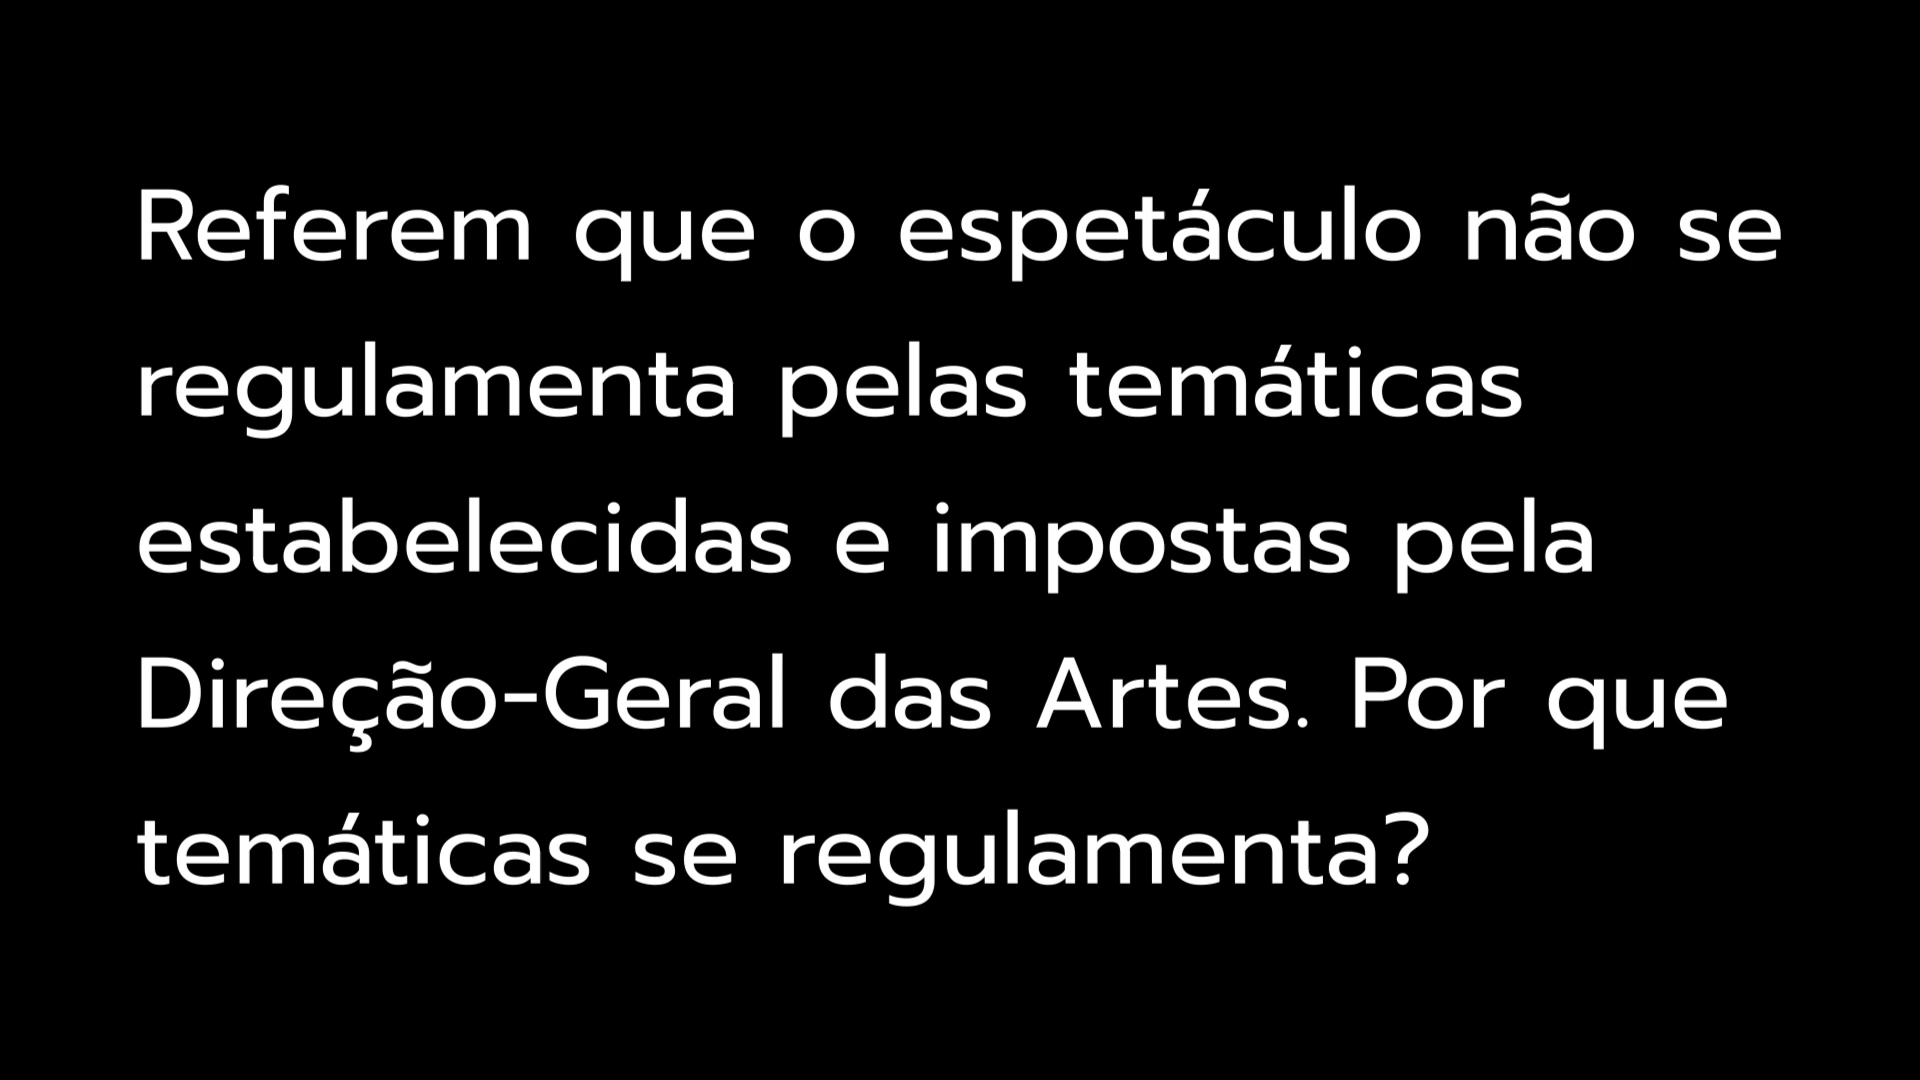 Referem que o espetáculo não se
regulamenta pelas temáticas
estabelecidas e impostas pela
Direção-Geral das Artes. Por que
temáticas se regulamenta?